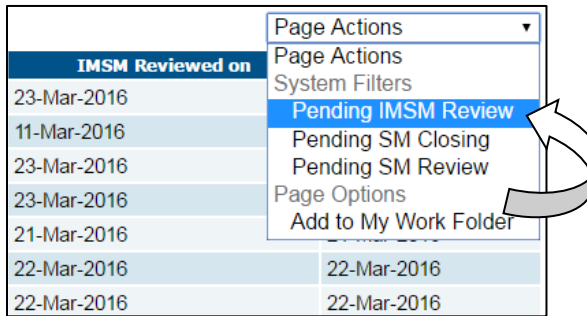 Page Actions
IMSM Reviewed on
Page Actions
System Filters
23-Mar-2016
Pending IMSM Review
11-Mar-2016
Pending SM Closing
23-Mar-2016
Pending SM Review
23-Mar-2016
Page Options
21-Mar-2016
Add to My Work Folder
22-Mar-2016 22-Mar-2016
22-Mar-2016 22-Mar-2016